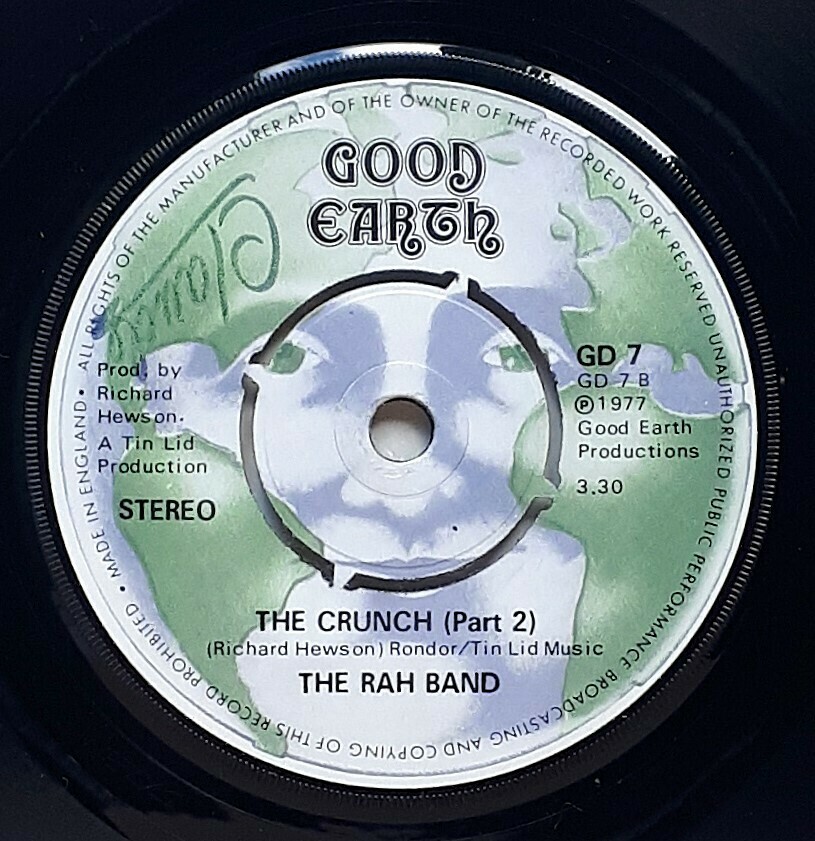 GOOD
EARTH
Prod. by
Richard
Hewson.
A Tin Lid
Production
STEREO
GD 7
GD 7 B
℗1977
Good Earth
Productions
3.30
THE CRUNCH (Part 2)
(Richard Hewson) Rondor/Tin Lid Music
THE RAH BAND
• MADE IN ENGLAND • ALL RIGHTS OF THE MANUFACTURER AND OF THE OWNER OF THE RECORDED WORK RESERVED UNAUTHORIZED PUBLIC PERFORMANCE BROADCASTING AND COPYING OF THIS RECORD PROHIBITED